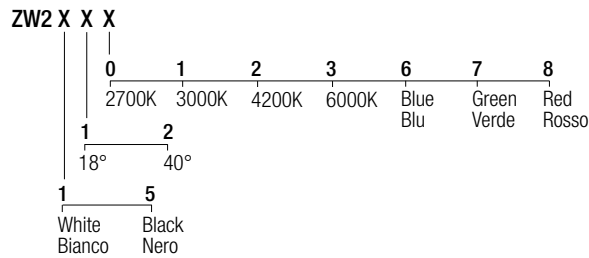 ZW2 X X X
0 1 2 3 6 7 8
2700K 3000K 4200K 6000K Blue Green Red
Blu Verde Rosso
1 2
18° 40°
1 5
White Black
Bianco Nero